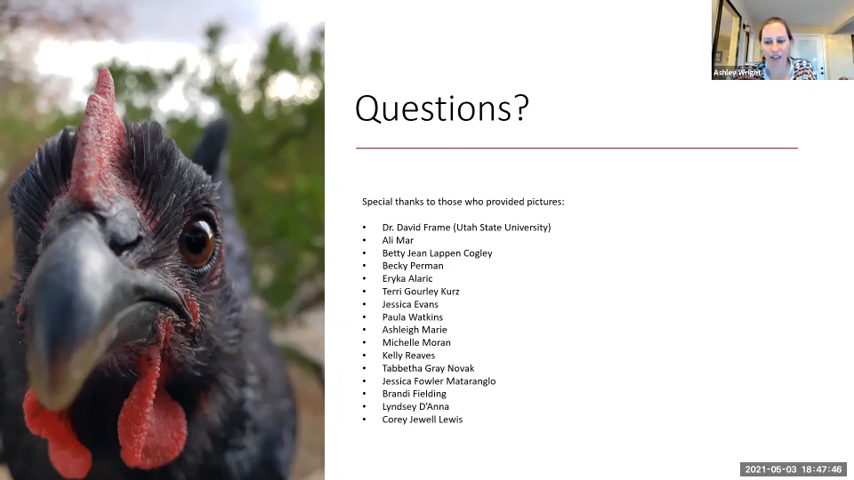 Ashley Wright
Questions?
Special thanks to those who provided pictures:
• Dr. David Frame (Utah State University)
• Ali Mar
• Betty Jean Lappen Cogley
• Becky Perman
• Eryka Alaric
• Terri Gourley Kurz
• Jessica Evans
• Paula Watkins
• Ashleigh Marie
• Michelle Moran
• Kelly Reaves
• Tabbetha Gray Novak
• Jessica Fowler Mataranglo
• Brandi Fielding
• Lyndsey D'Anna
• Corey Jewell Lewis
2021-05-03 18:47:46